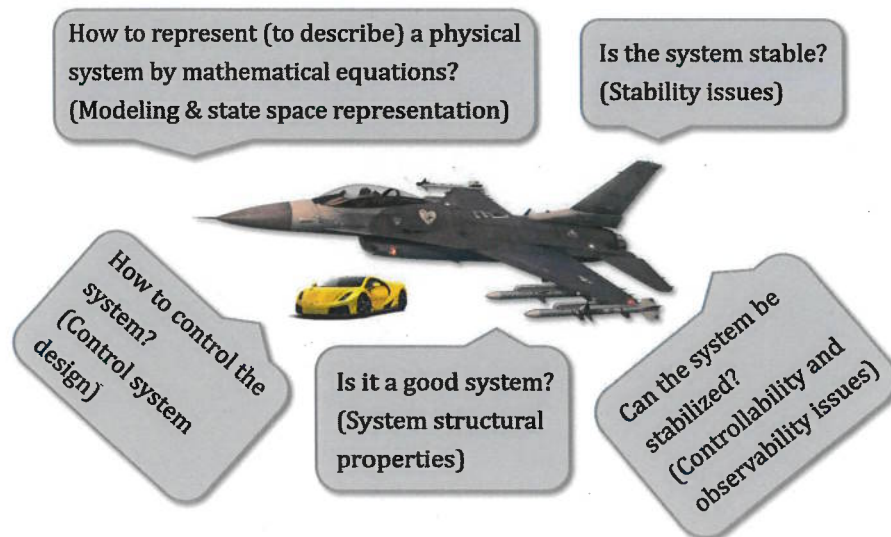 How to represent (to describe) a physical
system by mathematical equations?
(Modeling & state space representation)
Is the system stable?
(Stability issues)
How to control the
system?
(Control system
design)
Is it a good system?
(System structural
properties)
Can the system be
stabilized?
(Controllability and
observability issues)